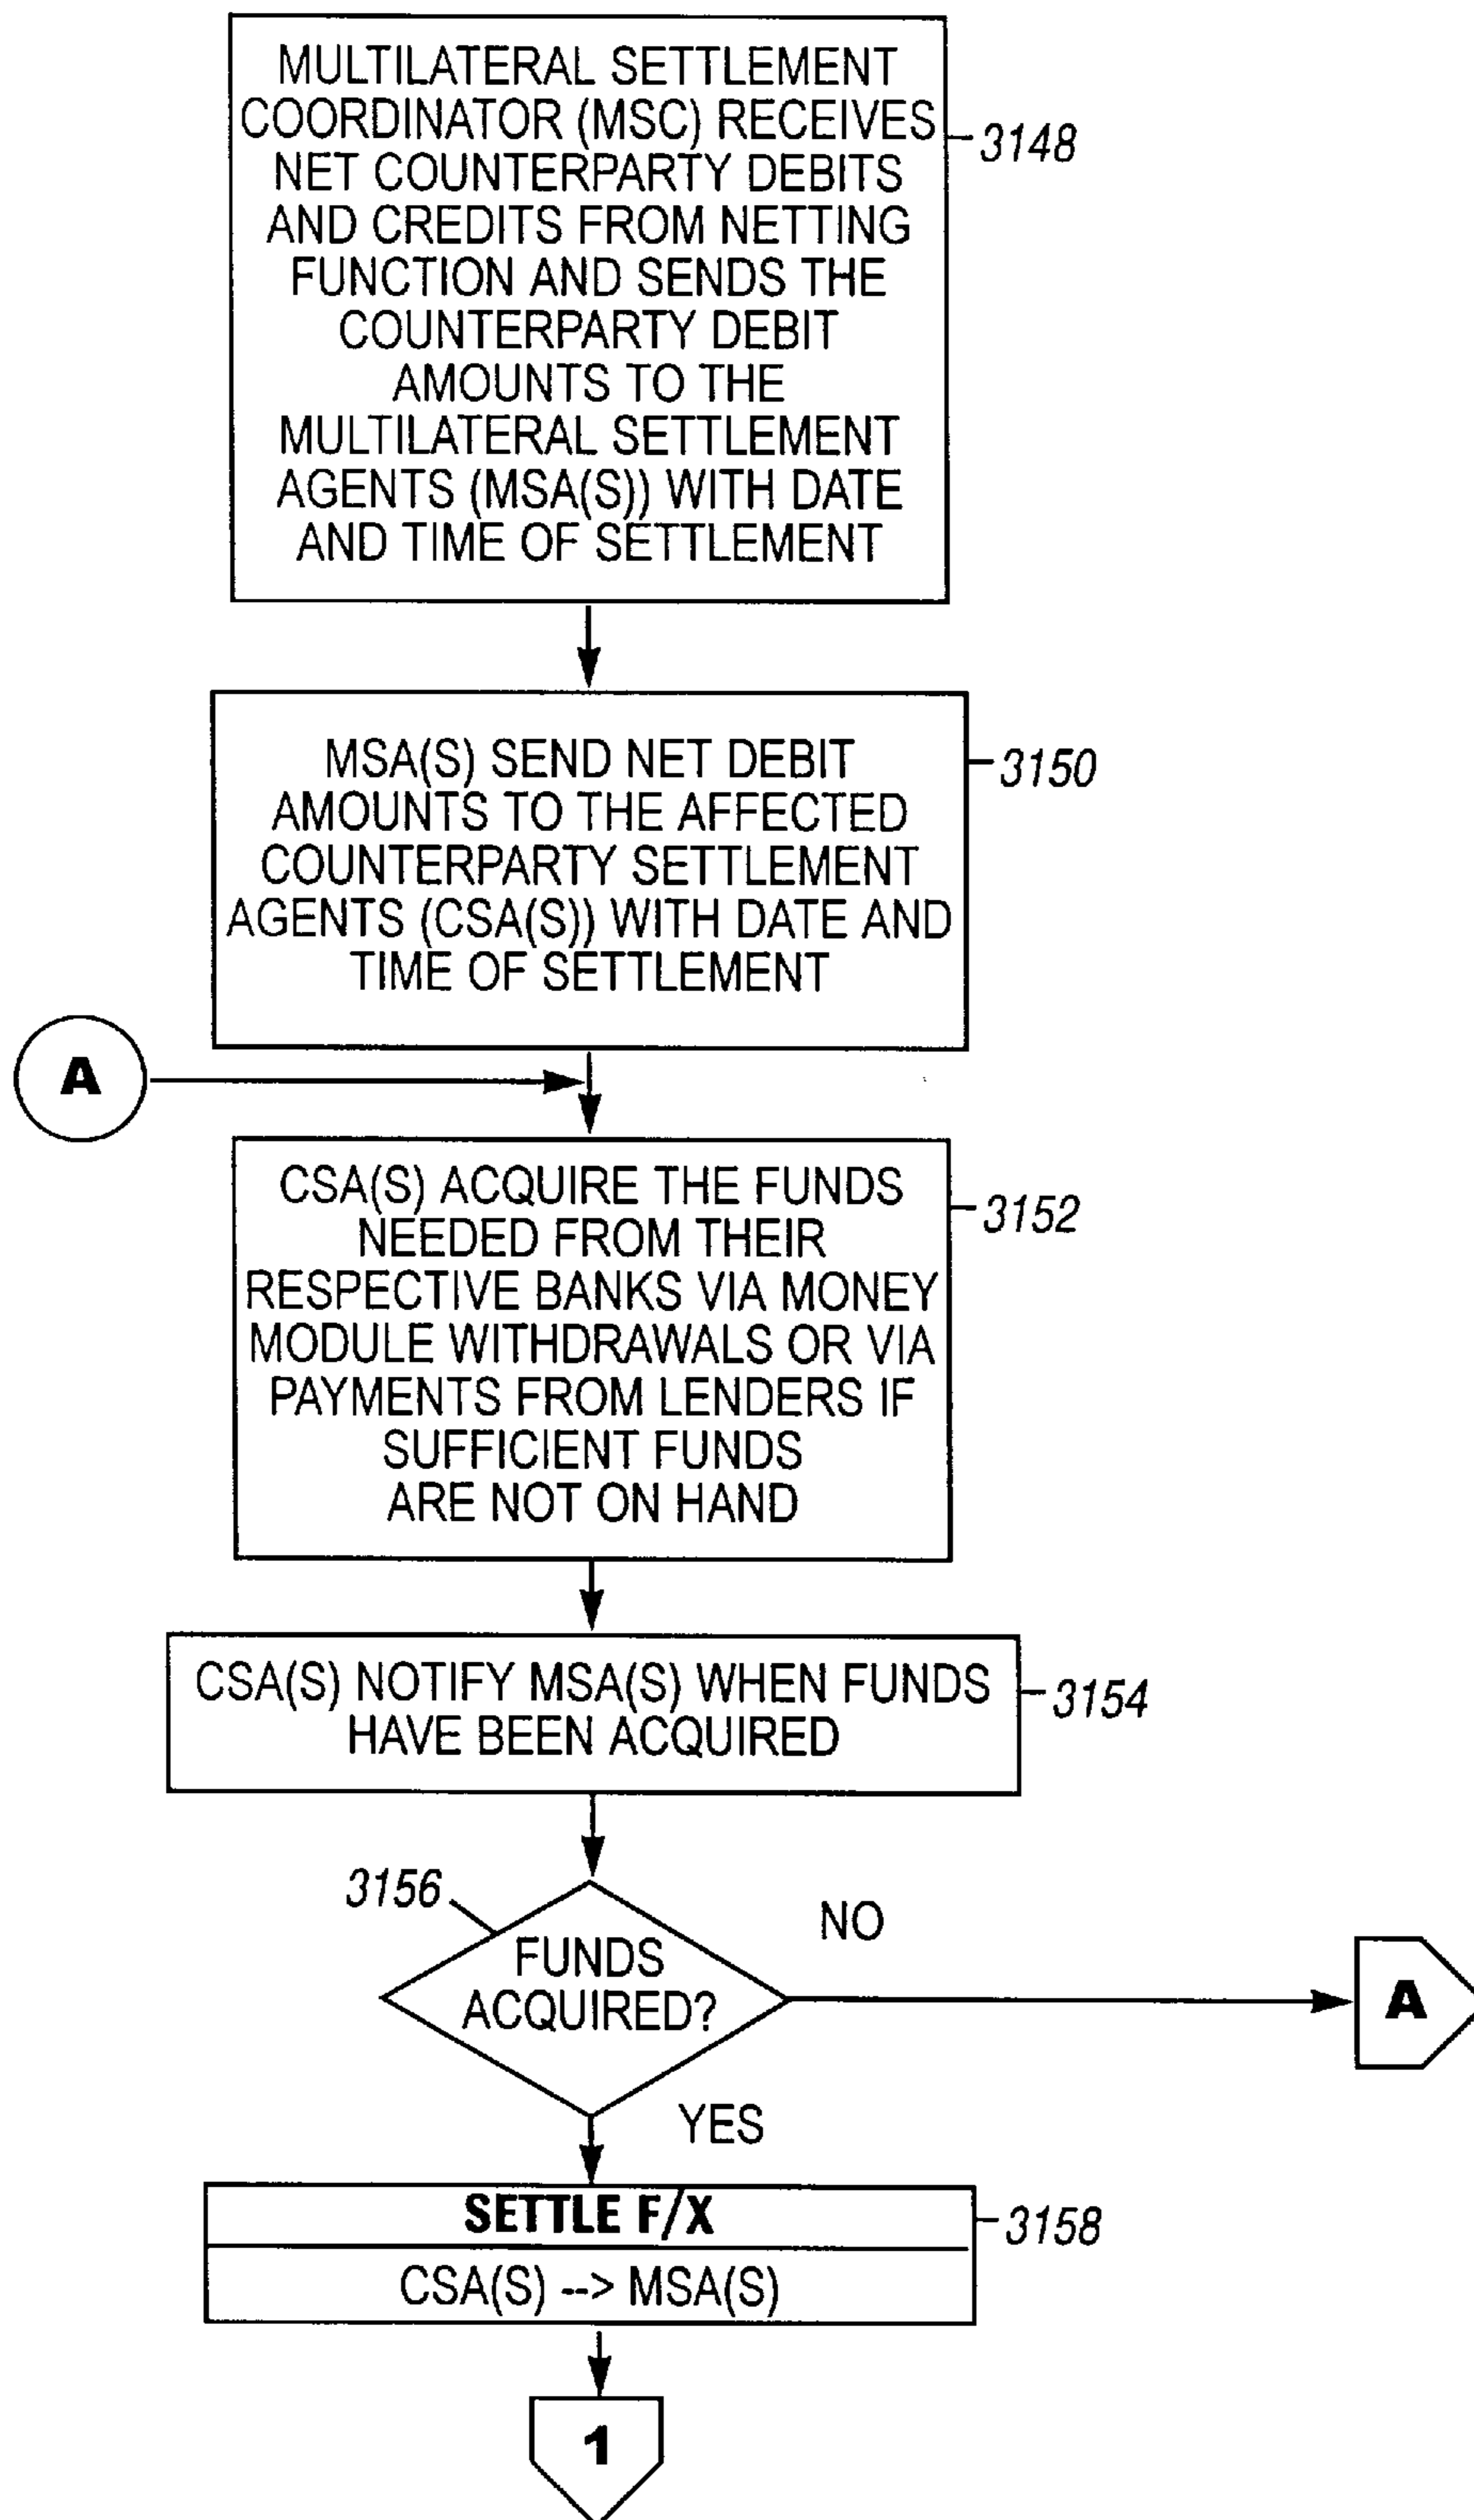 MULTILATERAL SETTLEMENT
COORDINATOR (MSC) RECEIVES
NET COUNTERPARTY DEBITS
AND CREDITS FROM NETTING
FUNCTION AND SENDS THE
COUNTERPARTY DEBIT
AMOUNTS TO THE
MULTILATERAL SETTLEMENT
AGENTS (MSA(S)) WITH DATE
AND TIME OF SETTLEMENT
3148
MSA(S) SEND NET DEBIT
AMOUNTS TO THE AFFECTED
COUNTERPARTY SETTLEMENT
AGENTS (CSA(S)) WITH DATE AND
TIME OF SETTLEMENT
3150
A
CSA(S) ACQUIRE THE FUNDS
NEEDED FROM THEIR
RESPECTIVE BANKS VIA MONEY
MODULE WITHDRAWALS OR VIA
PAYMENTS FROM LENDERS IF
SUFFICIENT FUNDS
ARE NOT ON HAND
3152
CSA(S) NOTIFY MSA(S) WHEN FUNDS
HAVE BEEN ACQUIRED
3154
3156
FUNDS
ACQUIRED?
NO
A
YES
SETTLE F/X
CSA(S) --> MSA(S)
3158
1